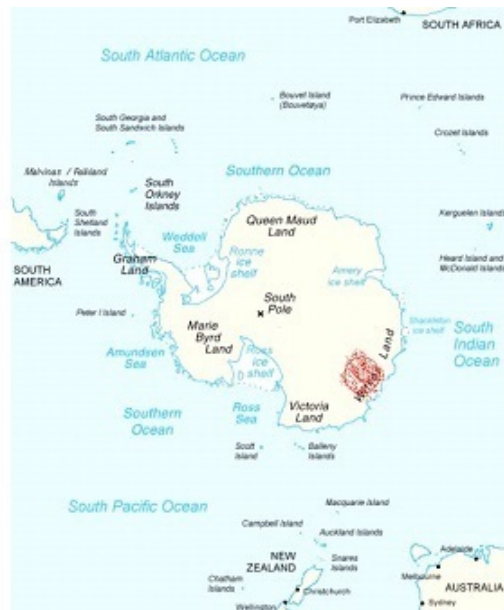 Port Elizabeth
SOUTH AFRICA
South Atlantic Ocean
Bouvet Island
(Bouvetøya)
Prince Edward Islands
South Georgia and
South Sandwich Islands
Crozet Islands
Southern Ocean
Malvinas / Falkland
Islands
South
Orkney
Islands
South
Shetland
Islands
Queen Maud
Land
Kerguelen Islands
Weddell
Sea
Ronne
ice
shelf
Heard Island and
McDonald Islands
SOUTH
AMERICA
Graham
Land
Amery
ice shelf
South
Pole
Peter I Island
Shackleton
ice shelf
South
Indian
Ocean
Marie
Byrd
Land
Ross
ice
shelf
Land
Amundsen
Sea
Southern
Ocean
Ross
Sea
Victoria
Land
Scott
Island
Balleny
Islands
South Pacific Ocean
Macquarie Island
Campbell Island
Auckland Islands
NEW
ZEALAND
Snares
Islands
Adelaide
Melbourne
Chatham
Islands
Christchurch
AUSTRALIA
Wellington
Sydney